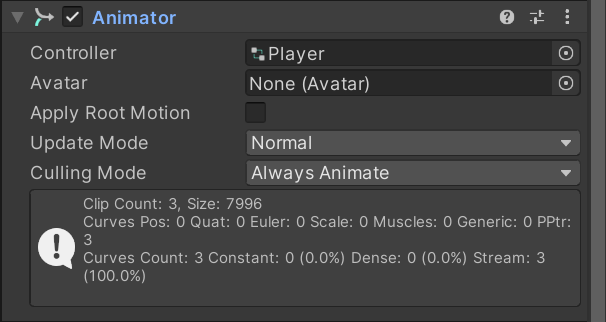 Animator
Controller Player
Avatar None (Avatar)
Apply Root Motion
Update Mode Normal
Culling Mode Always Animate
Clip Count: 3, Size: 7996
Curves Pos: 0 Quat: 0 Euler: 0 Scale: 0 Muscles: 0 Generic: 0 PPtr:
3
Curves Count: 3 Constant: 0 (0.0%) Dense: 0 (0.0%) Stream: 3
(100.0%)